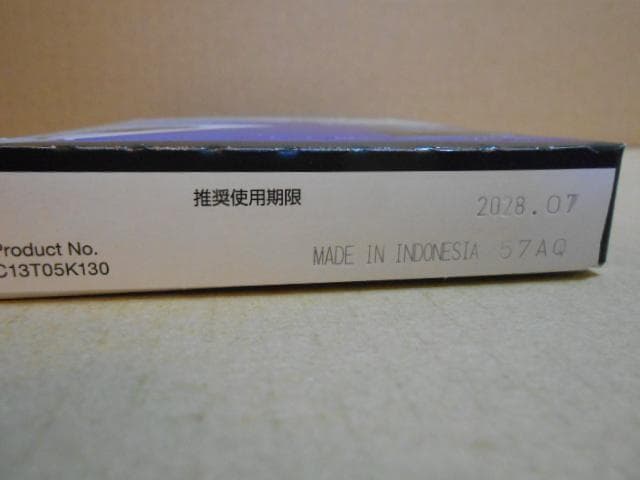 推奨使用期限
2028.07
Product No.
C13T05K130
MADE IN INDONESIA 57AQ